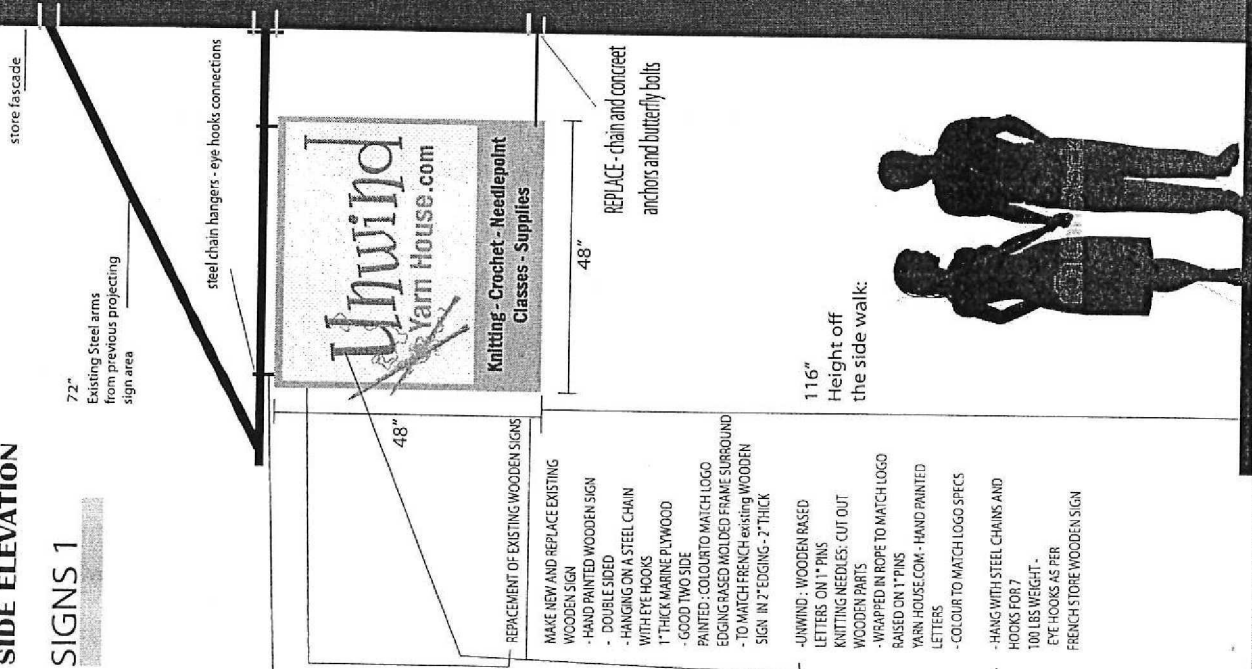 SIDE ELEVATION
SIGNS 1
72"
Existing Steel arms
from previous projecting
sign area
store fascade
steel chain hangers - eye hooks connections
Unwind
Yarn House.com
Knitting - Crochet - Needlepoint
Classes - Supplies
48"
48"
REPLACE - chain and concreet
anchors and butterfly bolts
116"
Height off
the side walk:
REPACEMENT OF EXISTING WOODEN SIGNS
MAKE NEW AND REPLACE EXISTING
WOODEN SIGN
- HAND PAINTED WOODEN SIGN
- DOUBLE SIDED
- HANGING ON A STEEL CHAIN
WITH EYE HOOKS
1" THICK MARINE PLYWOOD
- GOOD TWO SIDE
PAINTED : COLOURTO MATCH LOGO
EDGING RASED MOLDED FRAME SURROUND
- TO MATCH FRENCH existing WOODEN
SIGN IN 2" EDGING - 2" THICK
-UNWIND : WOODEN RASED
LETTERS ON 1" PINS
KNITTING NEEDLES: CUT OUT
WOODEN PARTS
- WRAPPED IN ROPE TO MATCH LOGO
RAISED ON 1" PINS
YARN HOUSE.COM - HAND PAINTED
LETTERS
- COLOUR TO MATCH LOGO SPECS
- HANG WITH STEEL CHAINS AND
HOOKS FOR 7
100 LBS WEIGHT -
EYE HOOKS AS PER
FRENCH STORE WOODEN SIGN